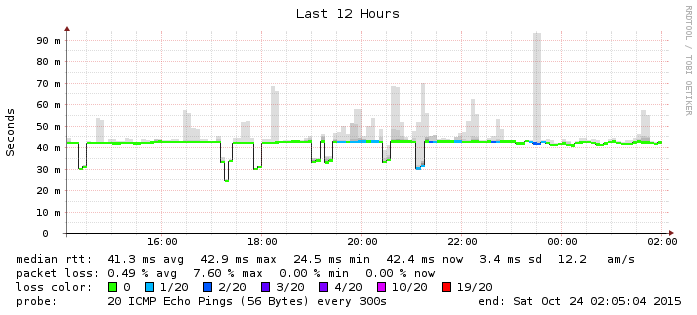 Last 12 Hours
RRDTOOL / TOBI OETIKER
Seconds
90 m
80 m
70 m
60 m
50 m
40 m
30 m
20 m
10 m
0
16:00 18:00 20:00 22:00 00:00 02:00
median rtt: 41.3 ms avg 42.9 ms max 24.5 ms min 42.4 ms now 3.4 ms sd 12.2 am/s
packet loss: 0.49 % avg 7.60 % max 0.00 % min 0.00 % now
loss color: 0 1/20 2/20 3/20 4/20 10/20 19/20
probe: 20 ICMP Echo Pings (56 Bytes) every 300s end: Sat Oct 24 02:05:04 2015